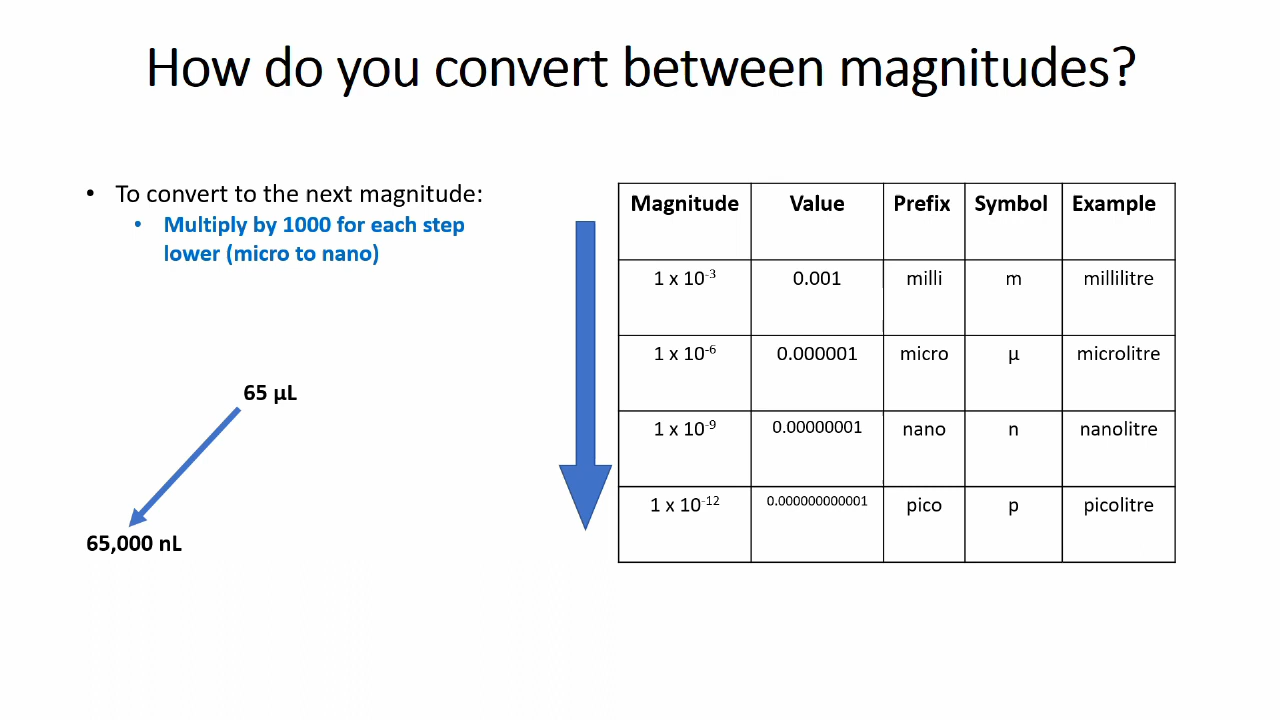 How do you convert between magnitudes?
• To convert to the next magnitude:
• Multiply by 1000 for each step
lower (micro to nano)
65 µL
65,000 nL
Magnitude Value Prefix Symbol Example
1 x 10⁻³ 0.001 milli m millilitre
1 x 10⁻⁶ 0.000001 micro µ microlitre
1 x 10⁻⁹ 0.00000001 nano n nanolitre
1 x 10⁻¹² 0.000000000001 pico p picolitre